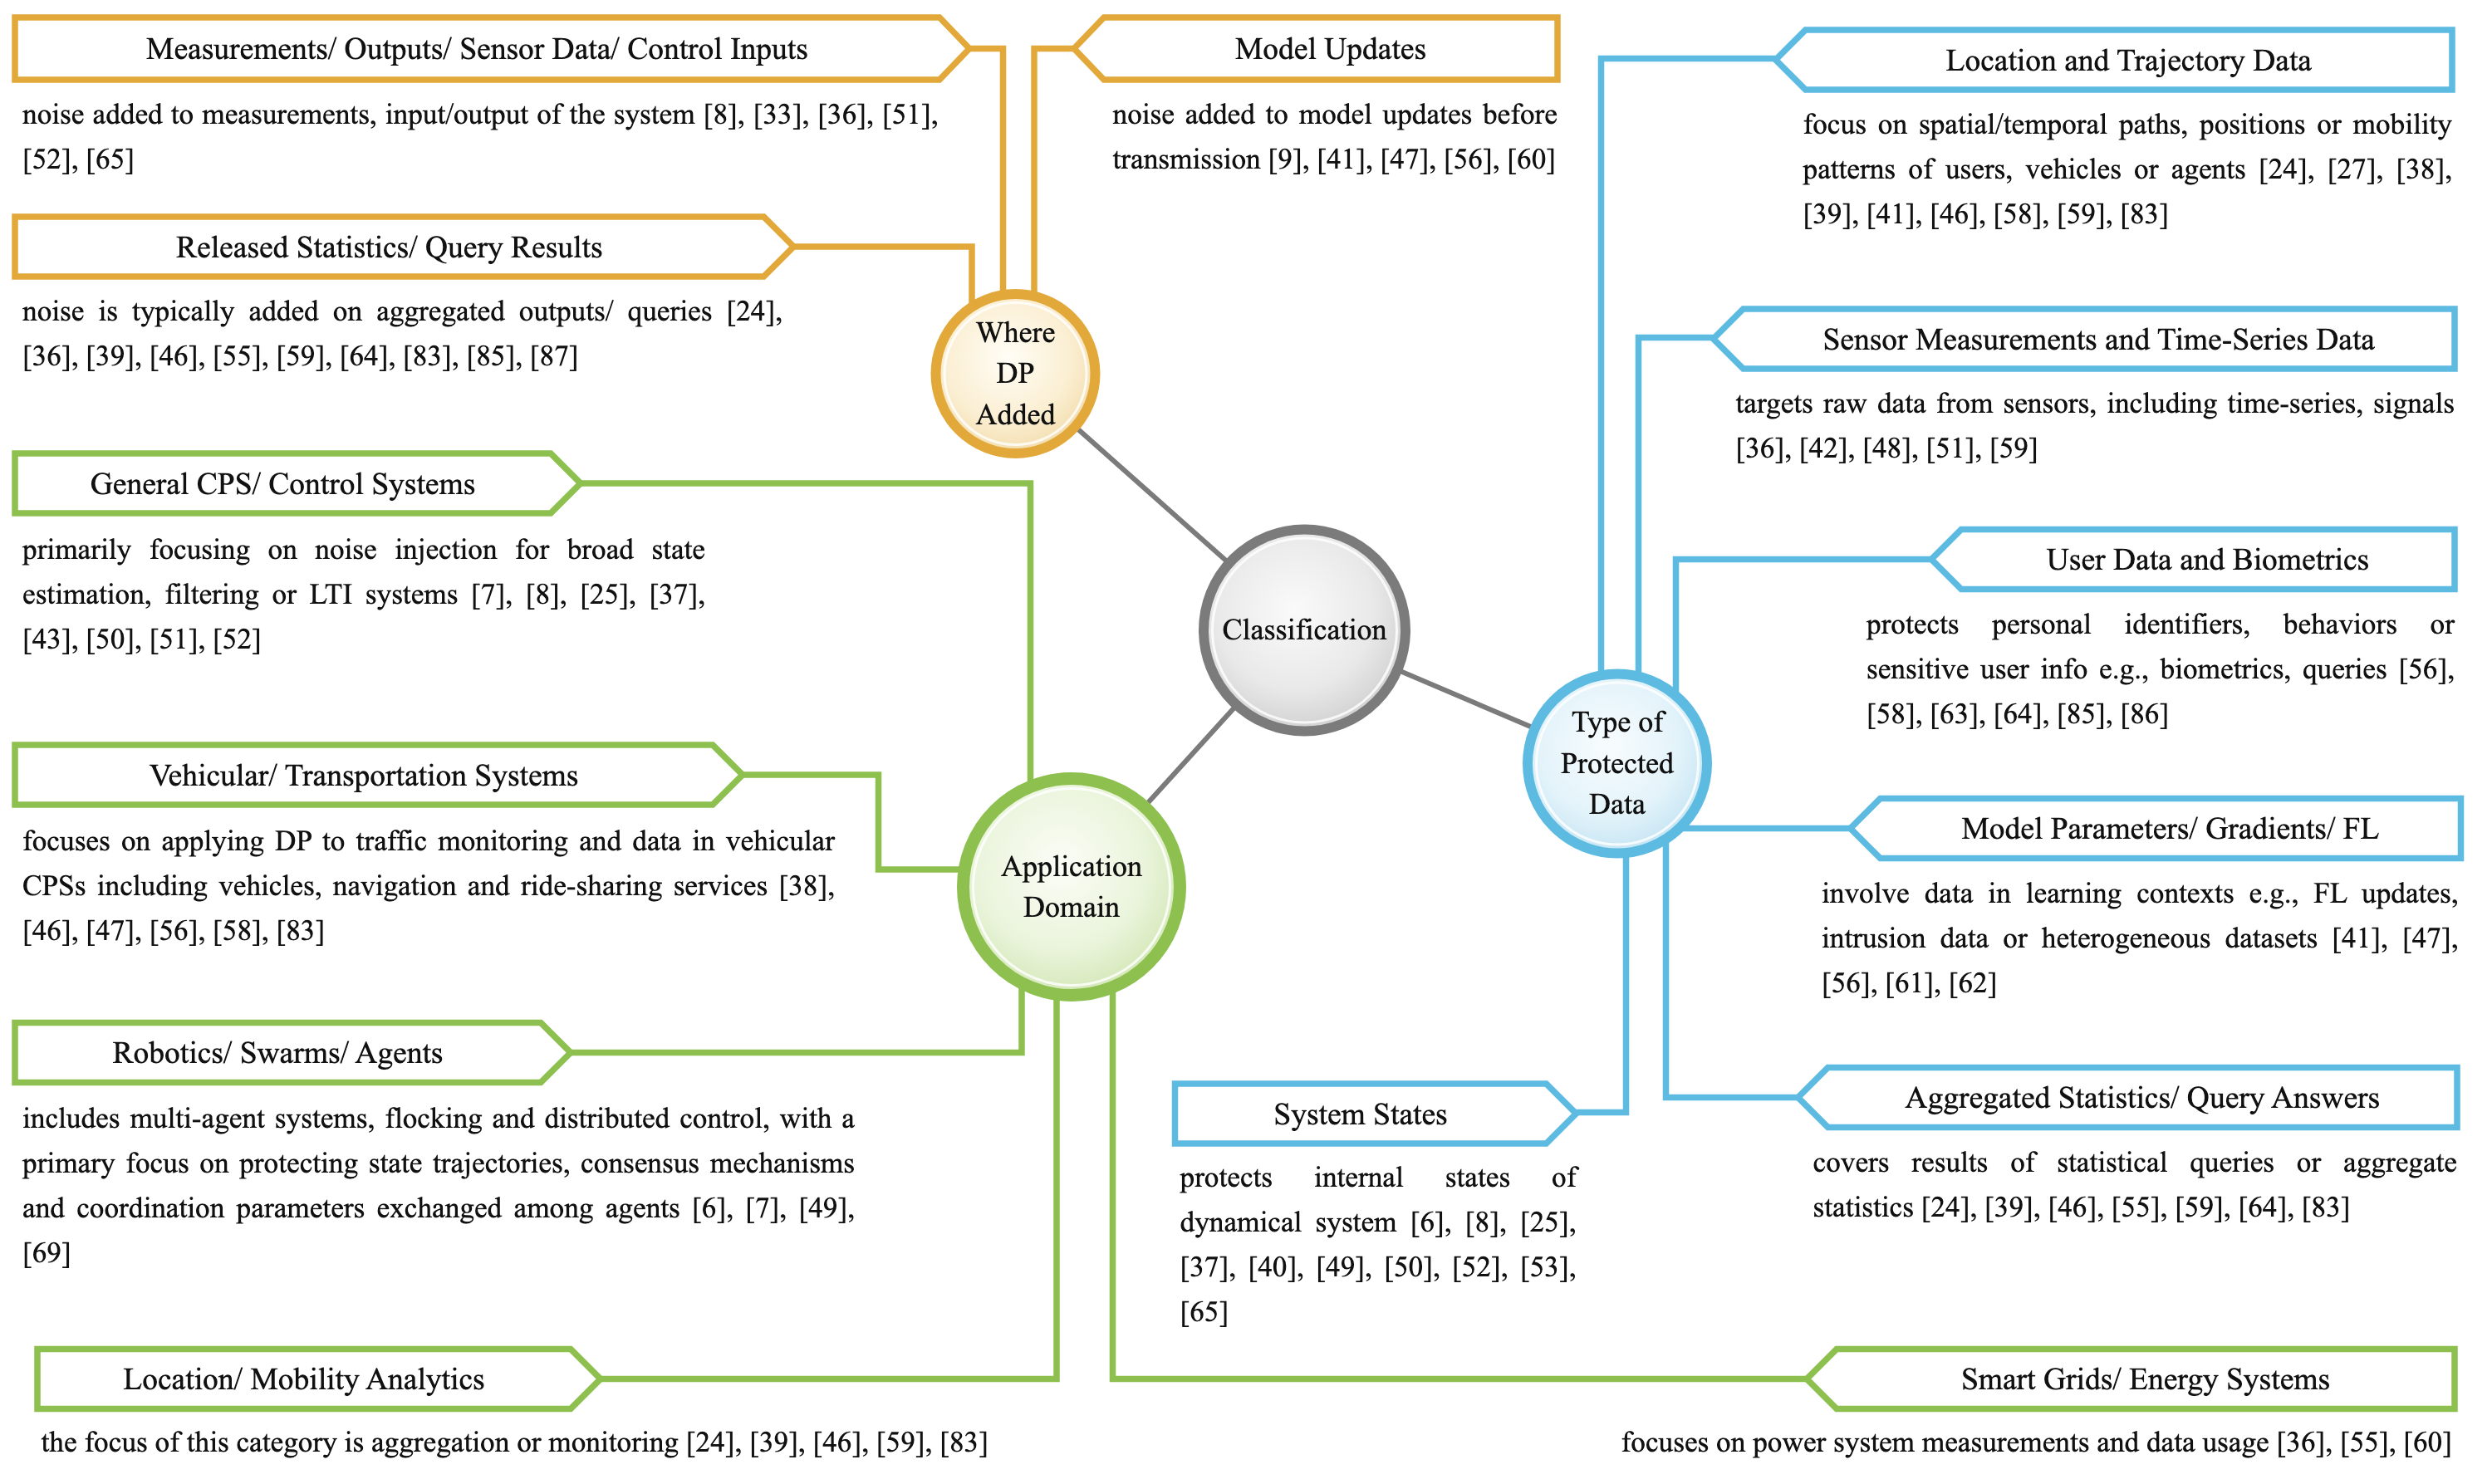 Measurements/ Outputs/ Sensor Data/ Control Inputs
noise added to measurements, input/output of the system [8], [33], [36], [51],
[52], [65]
Model Updates
noise added to model updates before
transmission [9], [41], [47], [56], [60]
Released Statistics/ Query Results
noise is typically added on aggregated outputs/ queries [24],
[36], [39], [46], [55], [59], [64], [83], [85], [87]
Where
DP
Added
Classification
General CPS/ Control Systems
primarily focusing on noise injection for broad state
estimation, filtering or LTI systems [7], [8], [25], [37],
[43], [50], [51], [52]
Vehicular/ Transportation Systems
focuses on applying DP to traffic monitoring and data in vehicular
CPSs including vehicles, navigation and ride-sharing services [38],
[46], [47], [56], [58], [83]
Application
Domain
Robotics/ Swarms/ Agents
includes multi-agent systems, flocking and distributed control, with a
primary focus on protecting state trajectories, consensus mechanisms
and coordination parameters exchanged among agents [6], [7], [49],
[69]
Location/ Mobility Analytics
the focus of this category is aggregation or monitoring [24], [39], [46], [59], [83]
Smart Grids/ Energy Systems
focuses on power system measurements and data usage [36], [55], [60]
Location and Trajectory Data
focus on spatial/temporal paths, positions or mobility
patterns of users, vehicles or agents [24], [27], [38],
[39], [41], [46], [58], [59], [83]
Sensor Measurements and Time-Series Data
targets raw data from sensors, including time-series, signals
[36], [42], [48], [51], [59]
User Data and Biometrics
protects personal identifiers, behaviors or
sensitive user info e.g., biometrics, queries [56],
[58], [63], [64], [85], [86]
Type of
Protected
Data
Model Parameters/ Gradients/ FL
involve data in learning contexts e.g., FL updates,
intrusion data or heterogeneous datasets [41], [47],
[56], [61], [62]
Aggregated Statistics/ Query Answers
covers results of statistical queries or aggregate
statistics [24], [39], [46], [55], [59], [64], [83]
System States
protects internal states of
dynamical system [6], [8], [25],
[37], [40], [49], [50], [52], [53],
[65]